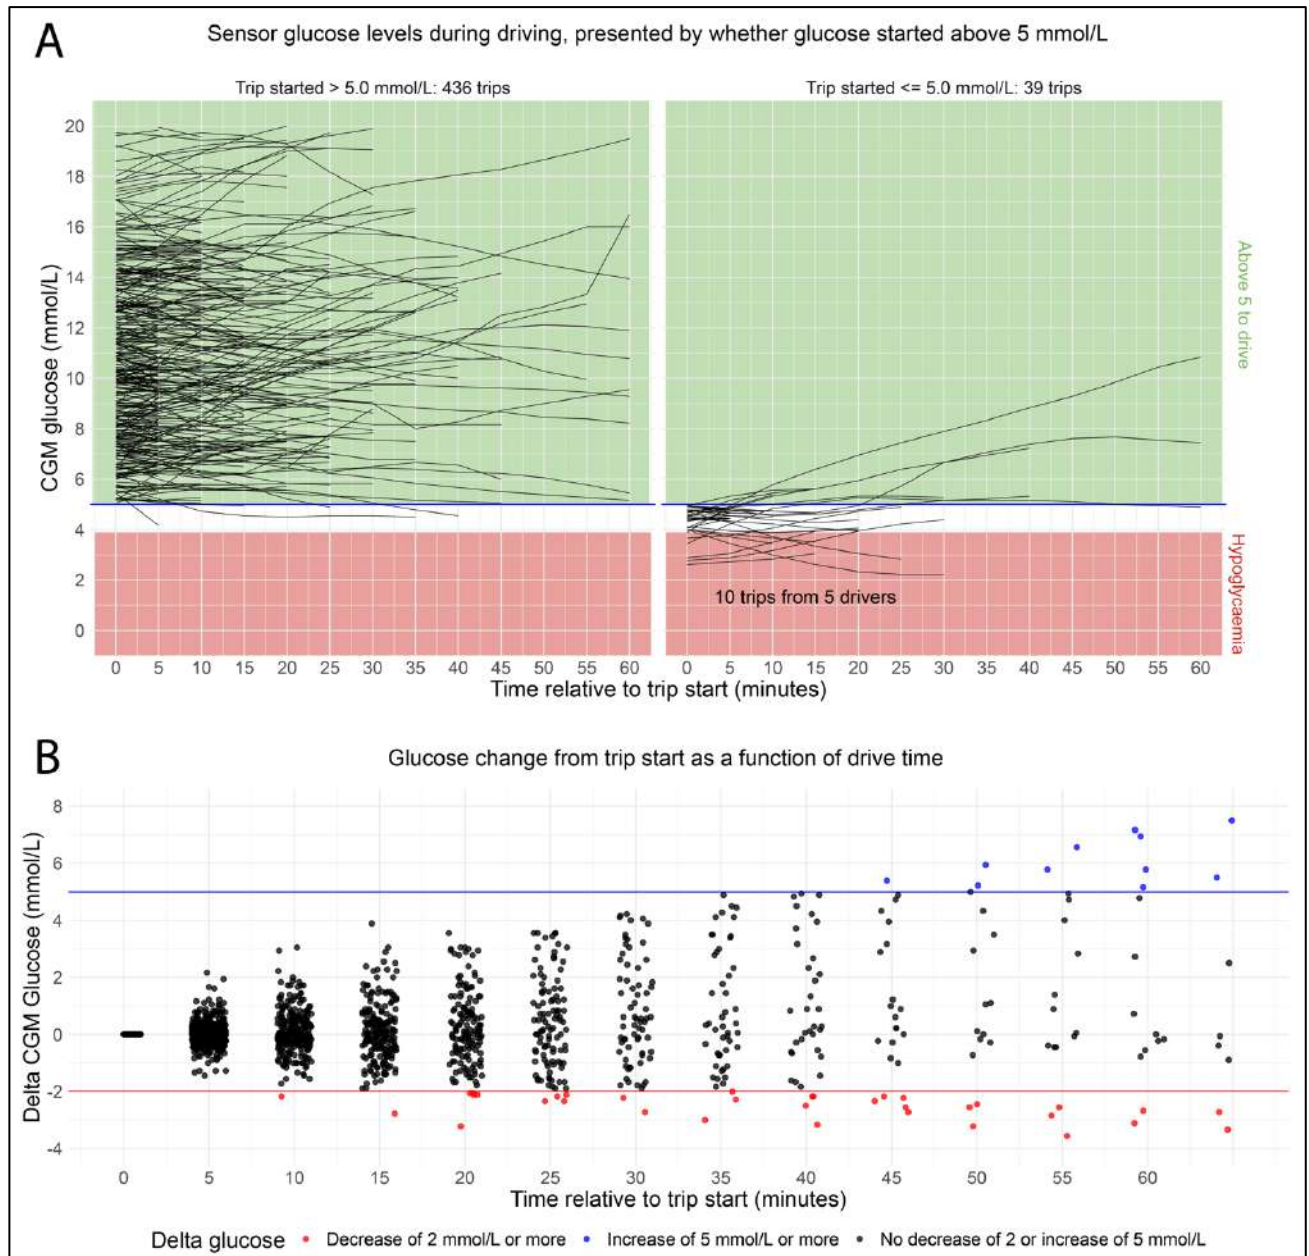 A
Sensor glucose levels during driving, presented by whether glucose started above 5 mmol/L
Trip started > 5.0 mmol/L: 436 trips
Trip started <= 5.0 mmol/L: 39 trips
CGM glucose (mmol/L)
20
18
16
14
12
10
8
6
4
2
0
Above 5 to drive
Hypoglycaemia
10 trips from 5 drivers
0 5 10 15 20 25 30 35 40 45 50 55 60
0 5 10 15 20 25 30 35 40 45 50 55 60
Time relative to trip start (minutes)
B
Glucose change from trip start as a function of drive time
Delta CGM Glucose (mmol/L)
8
6
4
2
0
-2
-4
0 5 10 15 20 25 30 35 40 45 50 55 60
Time relative to trip start (minutes)
Delta glucose Decrease of 2 mmol/L or more Increase of 5 mmol/L or more No decrease of 2 or increase of 5 mmol/L